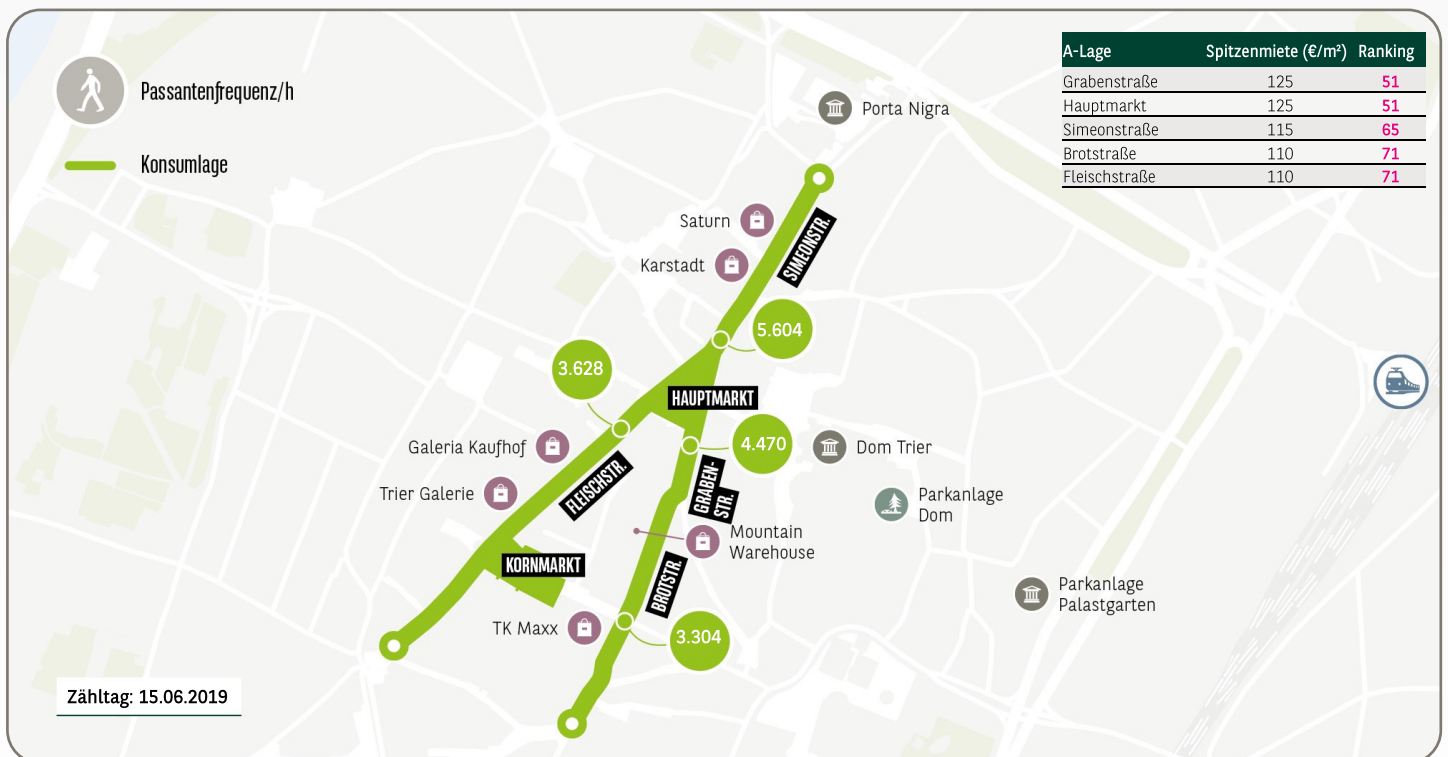 Passantenfrequenz/h
Konsumlage
A-Lage Spitzenmiete (€/m²) Ranking
Grabenstraße 125 51
Hauptmarkt 125 51
Simeonstraße 115 65
Brotstraße 110 71
Fleischstraße 110 71
Porta Nigra
Saturn
SIMEONSTR.
Karstadt
5.604
3.628
HAUPTMARKT
4.470
Galeria Kaufhof
Dom Trier
FLEISCHSTR.
GRABEN-
STR.
Trier Galerie
Parkanlage
Dom
Mountain
Warehouse
KORNMARKT
BROTSTR.
Parkanlage
Palastgarten
TK Maxx
3.304
Zähltag: 15.06.2019